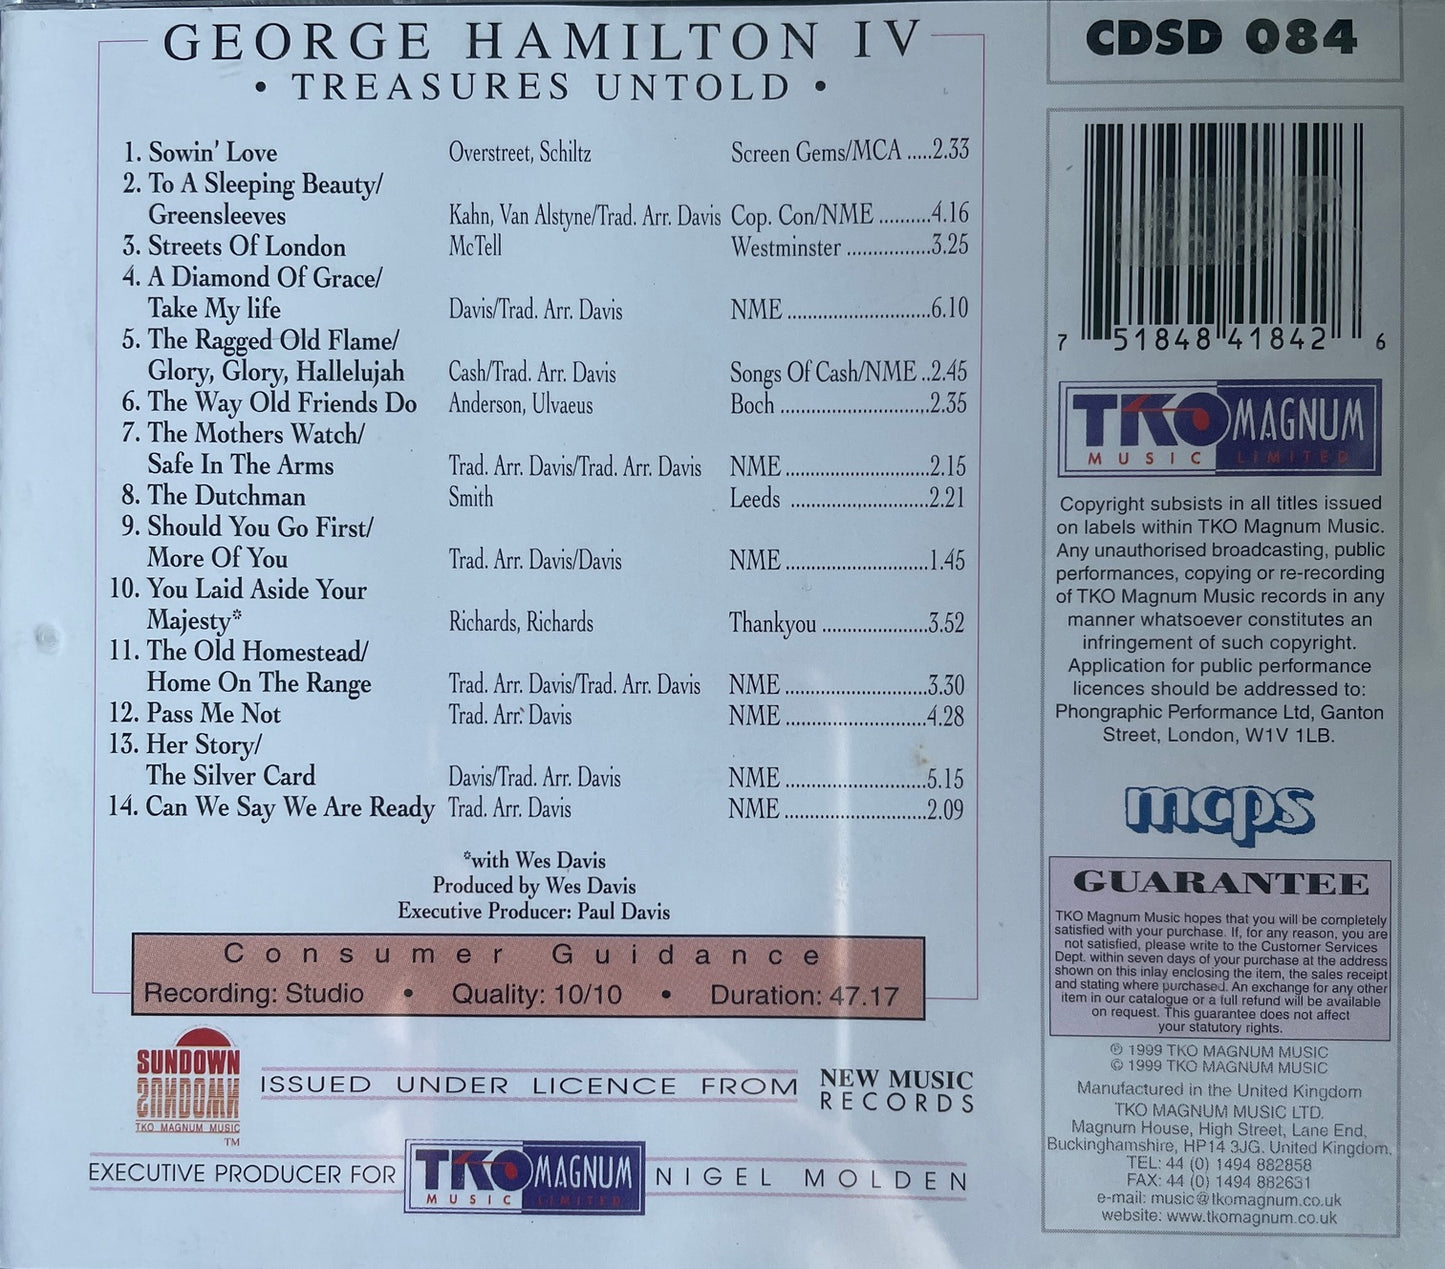 GEORGE HAMILTON IV
• TREASURES UNTOLD •
1. Sowin' Love Overstreet, Schiltz Screen Gems/MCA .....2.33
2. To A Sleeping Beauty/
Greensleeves Kahn, Van Alstyne/Trad. Arr. Davis Cop. Con/NME ..........4.16
3. Streets Of London McTell Westminster ................3.25
4. A Diamond Of Grace/
Take My life Davis/Trad. Arr. Davis NME ............................6.10
5. The Ragged Old Flame/
Glory, Glory, Hallelujah Cash/Trad. Arr. Davis Songs Of Cash/NME ..2.45
6. The Way Old Friends Do Anderson, Ulvaeus Boch .............................2.35
7. The Mothers Watch/
Safe In The Arms Trad. Arr. Davis/Trad. Arr. Davis NME ............................2.15
8. The Dutchman Smith Leeds ...........................2.21
9. Should You Go First/
More Of You Trad. Arr. Davis/Davis NME ............................1.45
10. You Laid Aside Your
Majesty* Richards, Richards Thankyou .....................3.52
11. The Old Homestead/
Home On The Range Trad. Arr. Davis/Trad. Arr. Davis NME ............................3.30
12. Pass Me Not Trad. Arr. Davis NME ............................4.28
13. Her Story/
The Silver Card Davis/Trad. Arr. Davis NME ............................5.15
14. Can We Say We Are Ready Trad. Arr. Davis NME ............................2.09
*with Wes Davis
Produced by Wes Davis
Executive Producer: Paul Davis
Consumer Guidance
Recording: Studio • Quality: 10/10 • Duration: 47.17
SUNDOWN
SUNDOWN
TKO MAGNUM MUSIC
TM
ISSUED UNDER LICENCE FROM
NEW MUSIC
RECORDS
EXECUTIVE PRODUCER FOR
TKO MAGNUM
MUSIC LIMITED
NIGEL MOLDEN
CDSD 084
7 51848 41842 6
TKO MAGNUM
MUSIC LIMITED
Copyright subsists in all titles issued
on labels within TKO Magnum Music.
Any unauthorised broadcasting, public
performances, copying or re-recording
of TKO Magnum Music records in any
manner whatsoever constitutes an
infringement of such copyright.
Application for public performance
licences should be addressed to:
Phongraphic Performance Ltd, Ganton
Street, London, W1V 1LB.
mcps
GUARANTEE
TKO Magnum Music hopes that you will be completely
satisfied with your purchase. If, for any reason, you are
not satisfied, please write to the Customer Services
Dept. within seven days of your purchase at the address
shown on this inlay enclosing the item, the sales receipt
and stating where purchased. An exchange for any other
item in our catalogue or a full refund will be available
on request. This guarantee does not affect
your statutory rights.
℗ 1999 TKO MAGNUM MUSIC
© 1999 TKO MAGNUM MUSIC
Manufactured in the United Kingdom
TKO MAGNUM MUSIC LTD.
Magnum House, High Street, Lane End,
Buckinghamshire, HP14 3JG. United Kingdom.
TEL: 44 (0) 1494 882858
FAX: 44 (0) 1494 882631
e-mail: music@tkomagnum.co.uk
website: www.tkomagnum.co.uk